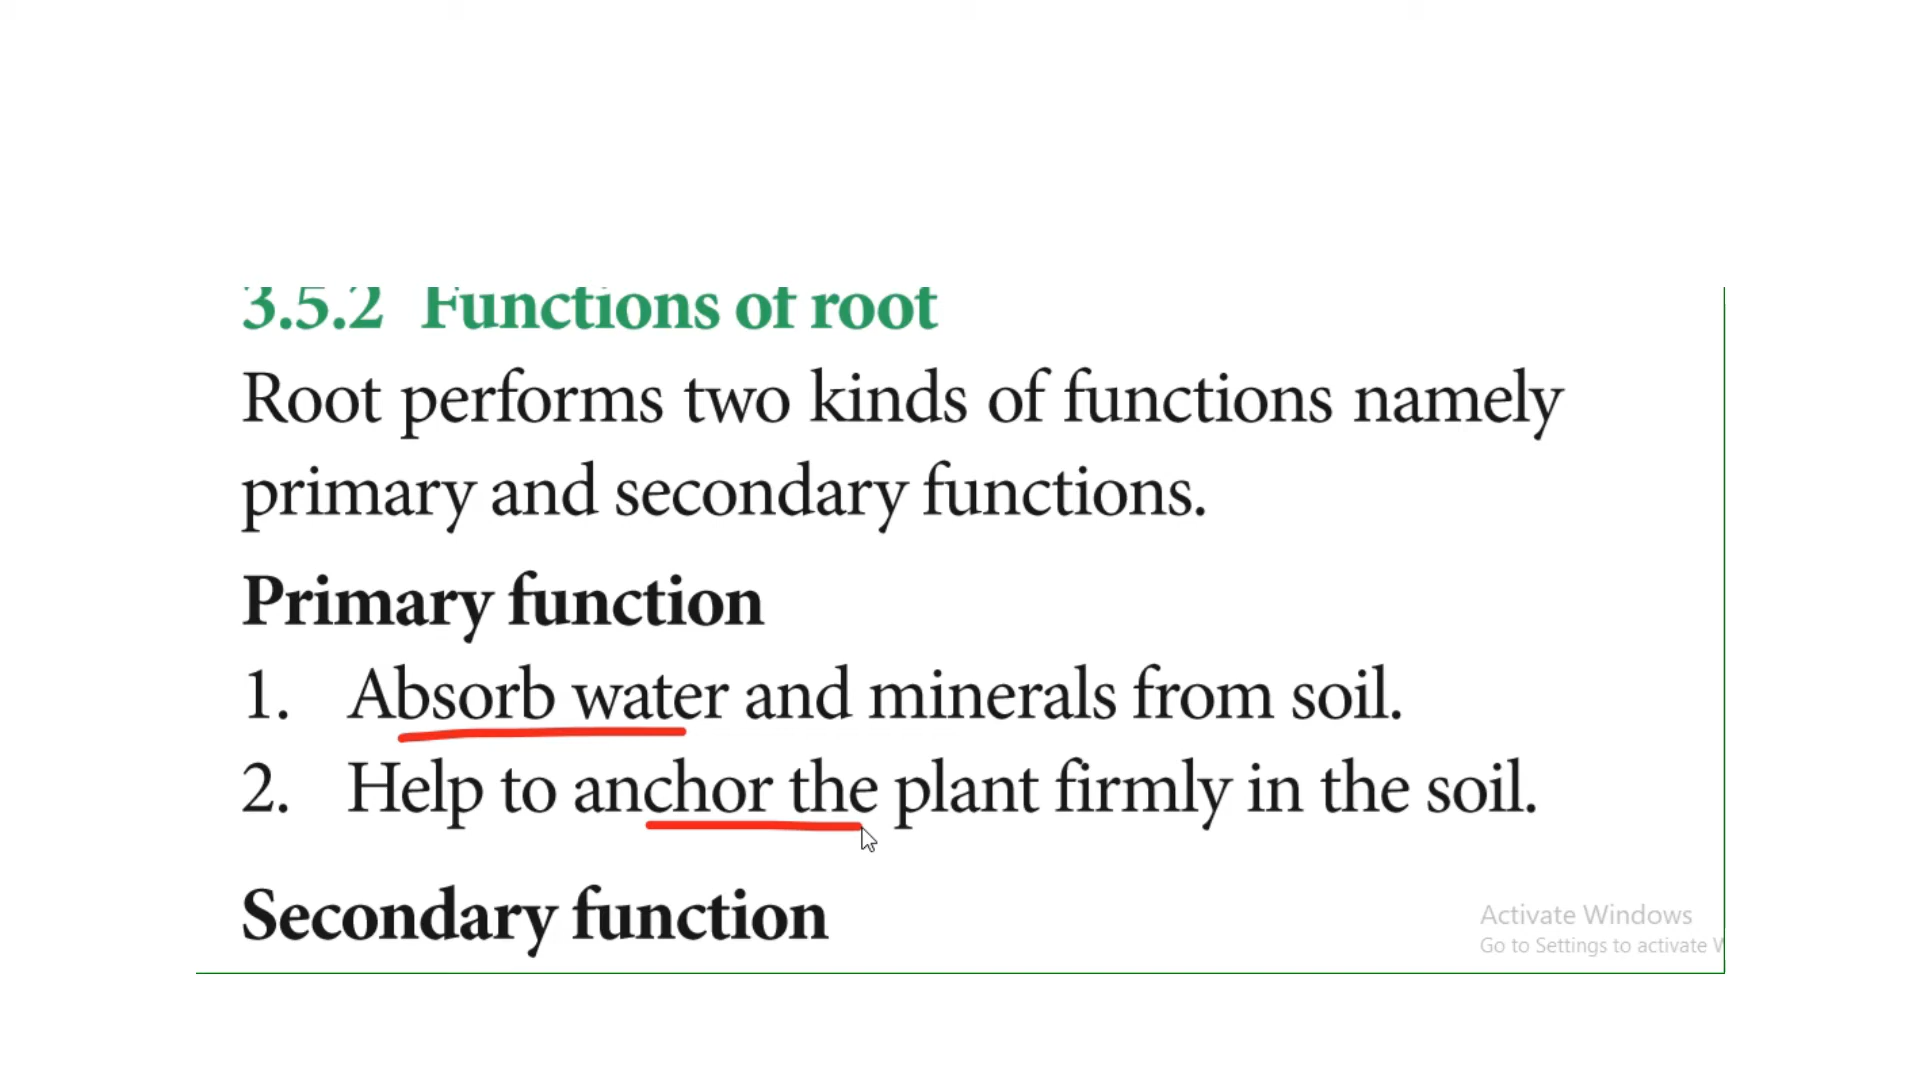 3.5.2 Functions of root
Root performs two kinds of functions namely
primary and secondary functions.
Primary function
1. Absorb water and minerals from soil.
2. Help to anchor the plant firmly in the soil.
Secondary function
Activate Windows
Go to Settings to activate